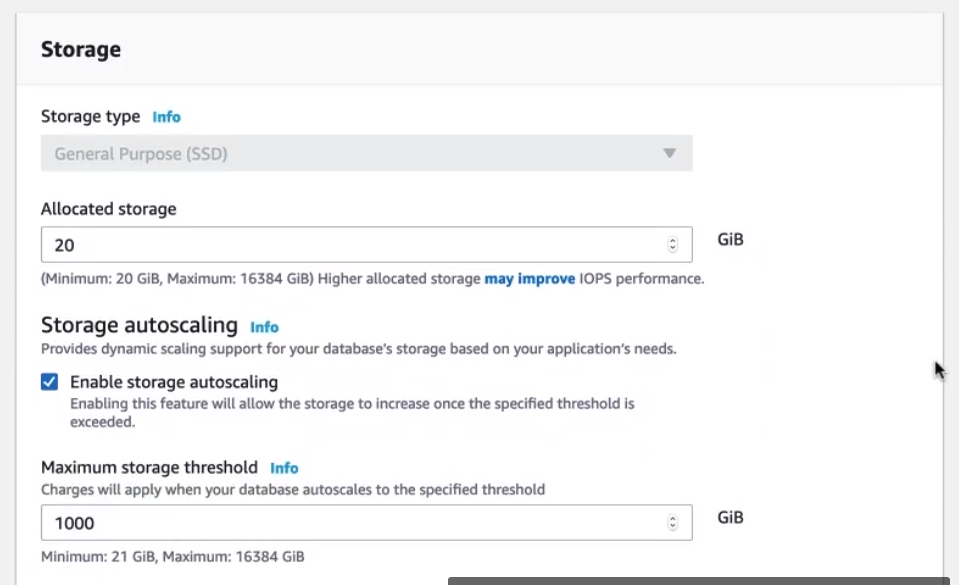 Storage
Storage type Info
General Purpose (SSD)
Allocated storage
20 GiB
(Minimum: 20 GiB, Maximum: 16384 GiB) Higher allocated storage may improve IOPS performance.
Storage autoscaling Info
Provides dynamic scaling support for your database's storage based on your application's needs.
Enable storage autoscaling
Enabling this feature will allow the storage to increase once the specified threshold is
exceeded.
Maximum storage threshold Info
Charges will apply when your database autoscales to the specified threshold
1000 GiB
Minimum: 21 GiB, Maximum: 16384 GiB